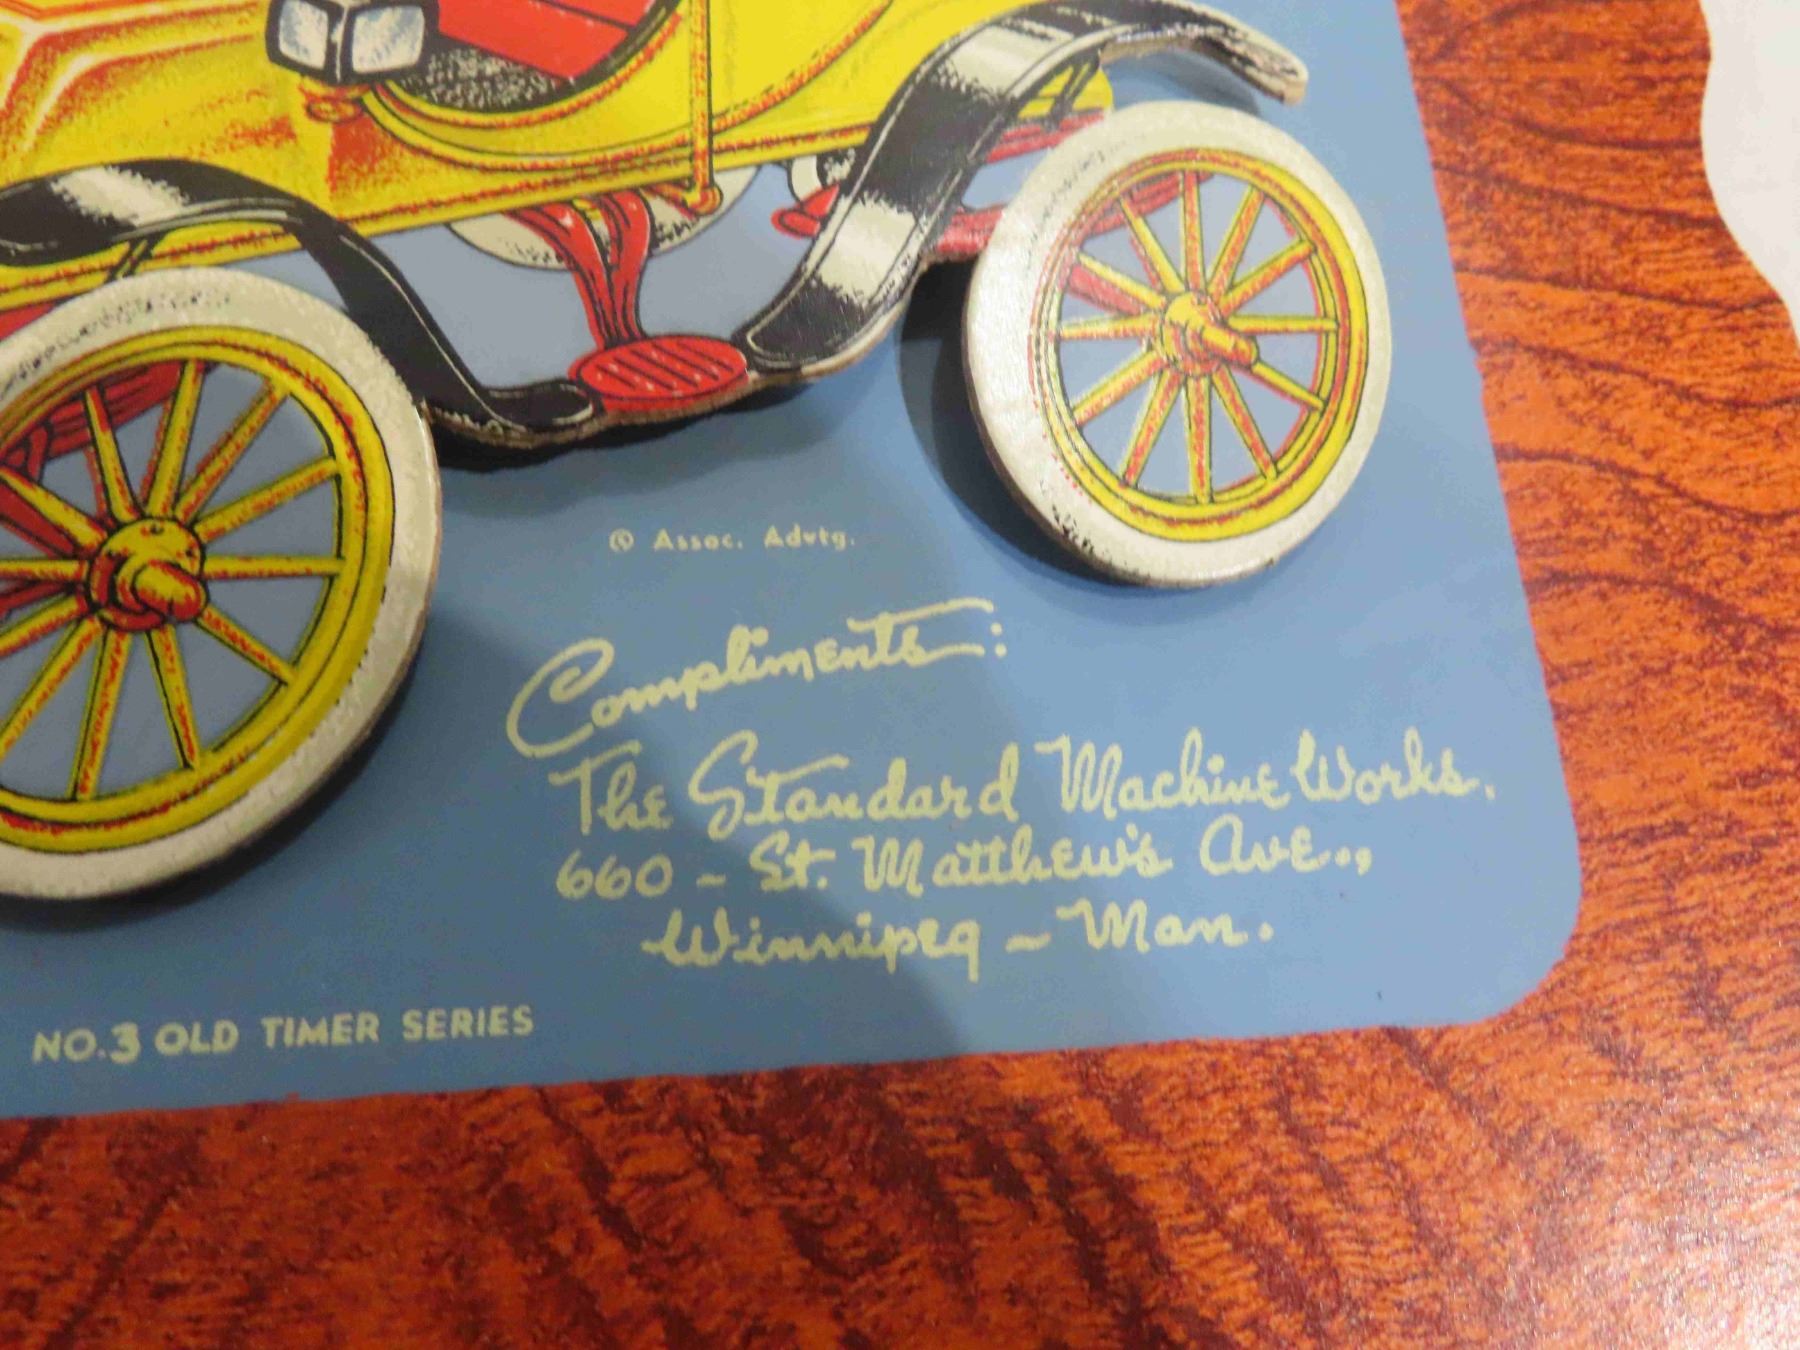 © Assoc. Advtg.
Compliments:
The Standard Machine Works.
660 - St. Matthew's Ave.,
Winnipeg - Man.
NO. 3 OLD TIMER SERIES